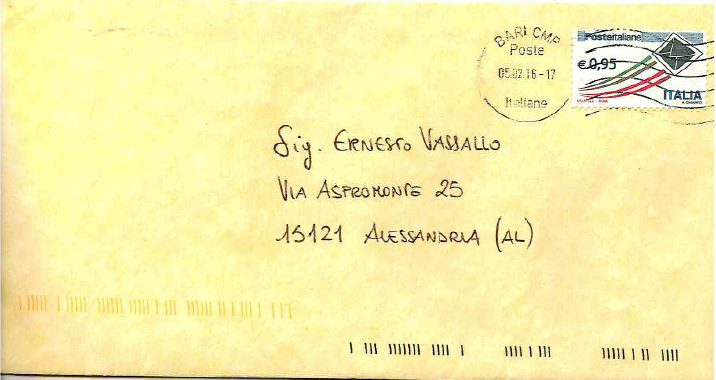 BARI CMP
Poste
05.02.16-17
Italiane
Posteitaliane
€0,95
ITALIA
Sig. ERNESTO VASSALLO
VIA ASPROMONTE 25
15121 ALESSANDRIA (AL)